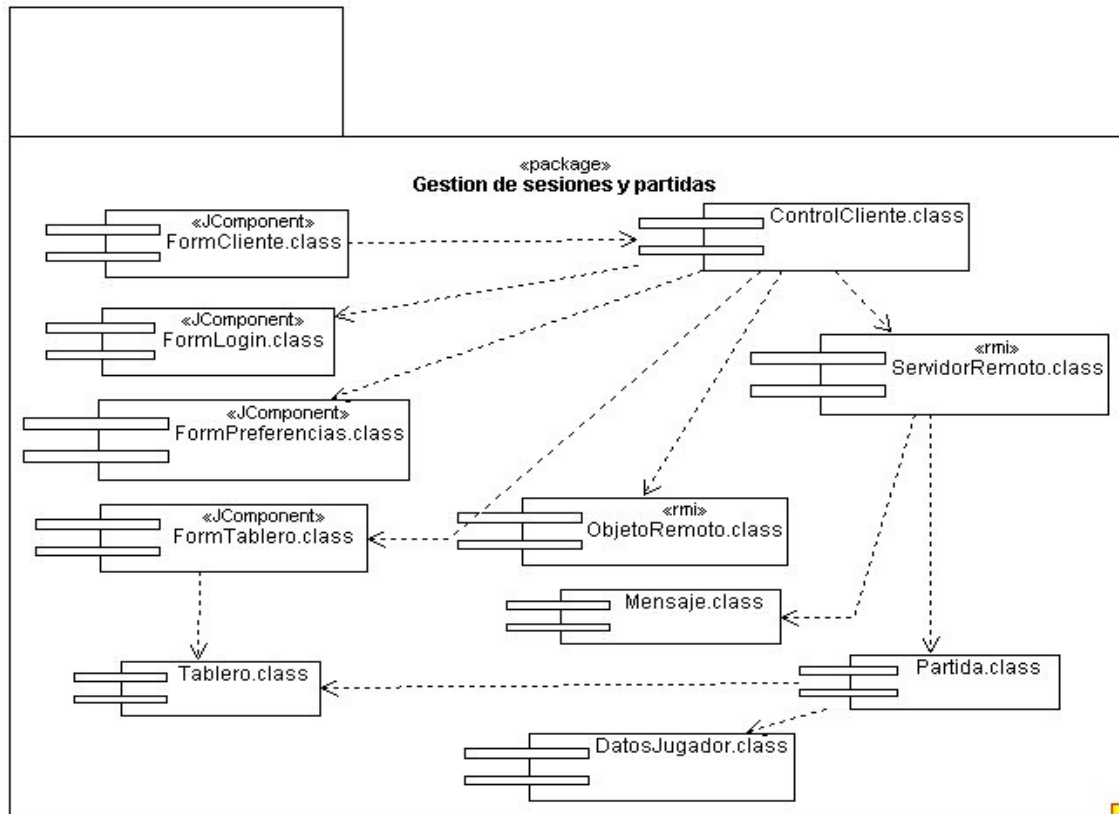 «package»
Gestion de sesiones y partidas
«JComponent»
FormCliente.class
ControlCliente.class
«JComponent»
FormLogin.class
«rmi»
ServidorRemoto.class
«JComponent»
FormPreferencias.class
«JComponent»
FormTablero.class
«rmi»
ObjetoRemoto.class
Mensaje.class
Tablero.class
Partida.class
DatosJugador.class